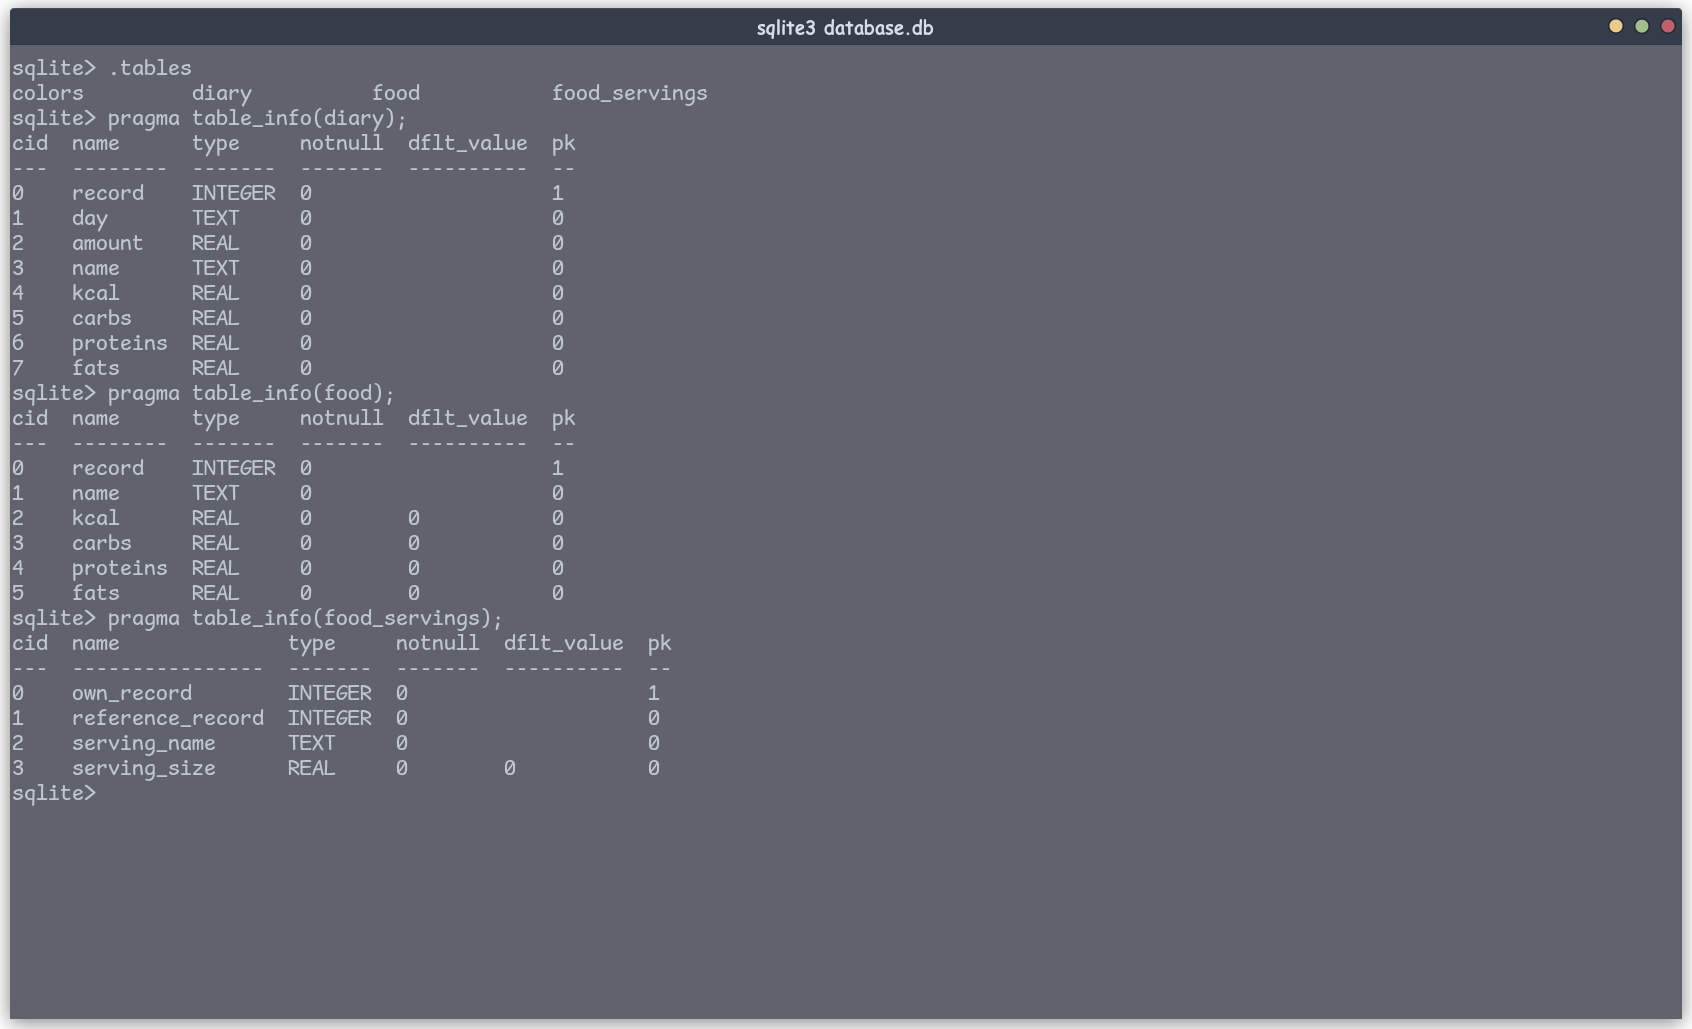 sqlite3 database.db
sqlite> .tables
colors         diary          food           food_servings
sqlite> pragma table_info(diary);
cid  name      type     notnull  dflt_value  pk
---  --------  -------  -------  ----------  --
0    record    INTEGER  0                    1
1    day       TEXT     0                    0
2    amount    REAL     0                    0
3    name      TEXT     0                    0
4    kcal      REAL     0                    0
5    carbs     REAL     0                    0
6    proteins  REAL     0                    0
7    fats      REAL     0                    0
sqlite> pragma table_info(food);
cid  name      type     notnull  dflt_value  pk
---  --------  -------  -------  ----------  --
0    record    INTEGER  0                    1
1    name      TEXT     0                    0
2    kcal      REAL     0        0           0
3    carbs     REAL     0        0           0
4    proteins  REAL     0        0           0
5    fats      REAL     0        0           0
sqlite> pragma table_info(food_servings);
cid  name              type     notnull  dflt_value  pk
---  ----------------  -------  -------  ----------  --
0    own_record        INTEGER  0                    1
1    reference_record  INTEGER  0                    0
2    serving_name      TEXT     0                    0
3    serving_size      REAL     0        0           0
sqlite>